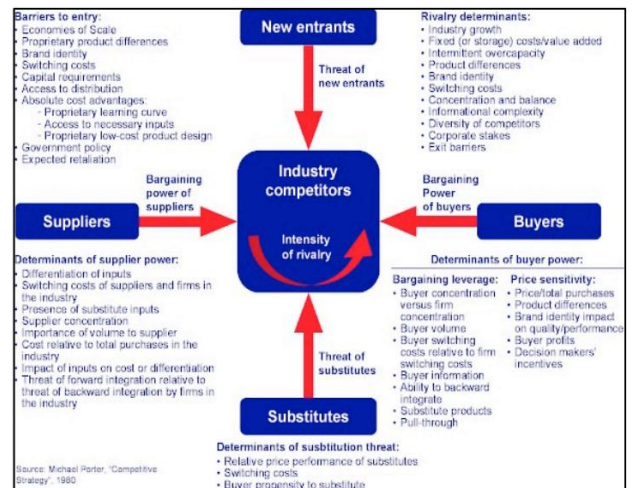 Barriers to entry:
• Economies of Scale
• Proprietary product differences
• Brand identity
• Switching costs
• Capital requirements
• Access to distribution
• Absolute cost advantages:
- Proprietary learning curve
- Access to necessary inputs
- Proprietary low-cost product design
• Government policy
• Expected retaliation
New entrants
Threat of
new entrants
Rivalry determinants:
• Industry growth
• Fixed (or storage) costs/value added
• Intermittent overcapacity
• Product differences
• Brand identity
• Switching costs
• Concentration and balance
• Informational complexity
• Diversity of competitors
• Corporate stakes
• Exit barriers
Suppliers
Bargaining
power of
suppliers
Industry
competitors
Intensity
of rivalry
Bargaining
Power
of buyers
Buyers
Determinants of supplier power:
• Differentiation of inputs
• Switching costs of suppliers and firms in
the industry
• Presence of substitute inputs
• Supplier concentration
• Importance of volume to supplier
• Cost relative to total purchases in the
industry
• Impact of inputs on cost or differentiation
• Threat of forward integration relative to
threat of backward integration by firms in
the industry
Threat of
substitutes
Substitutes
Determinants of buyer power:
Bargaining leverage:
• Buyer concentration
versus firm
concentration
• Buyer volume
• Buyer switching
costs relative to firm
switching costs
• Buyer information
• Ability to backward
integrate
• Substitute products
• Pull-through
Price sensitivity:
• Price/total purchases
• Product differences
• Brand identity impact
on quality/performance
• Buyer profits
• Decision makers'
incentives
Determinants of susbtitution threat:
• Relative price performance of substitutes
• Switching costs
• Buyer propensity to substitute
Source: Michael Porter, "Competitive
Strategy", 1980